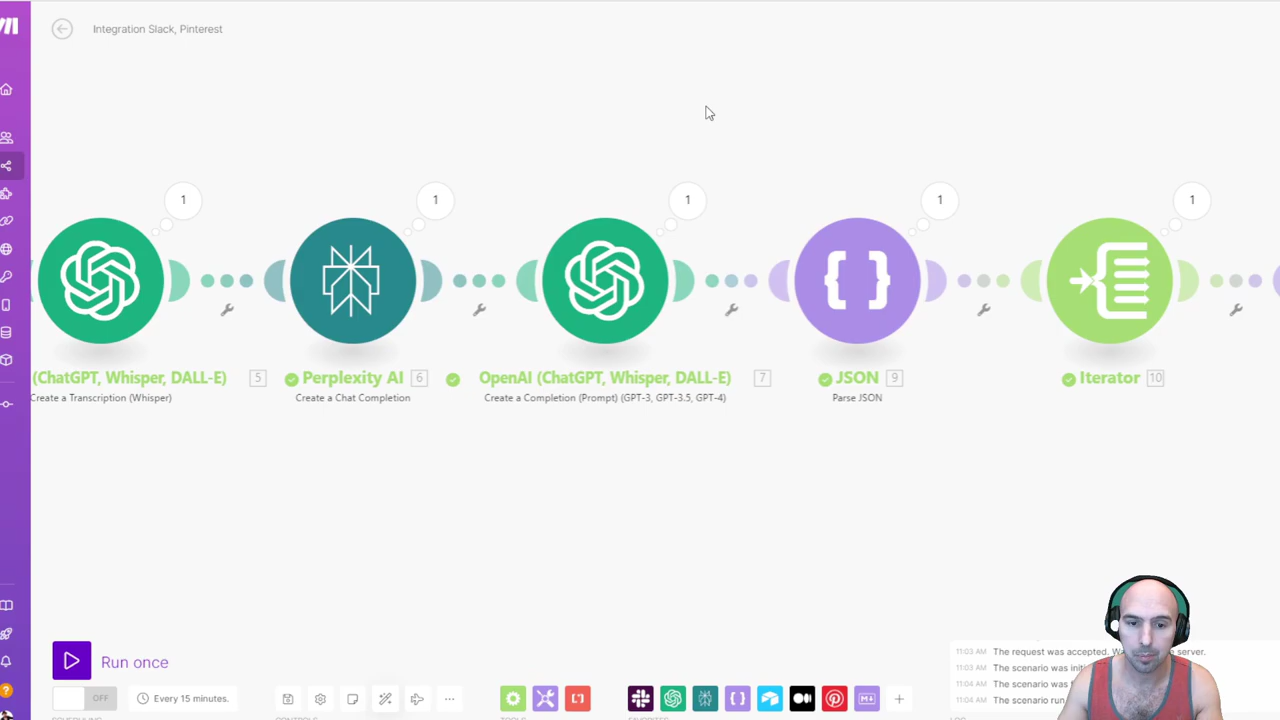 Integration Slack, Pinterest
1
1
1
1
1
(ChatGPT, Whisper, DALL-E) 5
Create a Transcription (Whisper)
Perplexity AI 6
Create a Chat Completion
OpenAI (ChatGPT, Whisper, DALL-E) 7
Create a Completion (Prompt) (GPT-3, GPT-3.5, GPT-4)
JSON 9
Parse JSON
Iterator 10
Run once
OFF
Every 15 minutes.
11:03 AM The request was accepted. server.
11:03 AM The scenario was
11:04 AM The scenario was
11:04 AM The scenario run